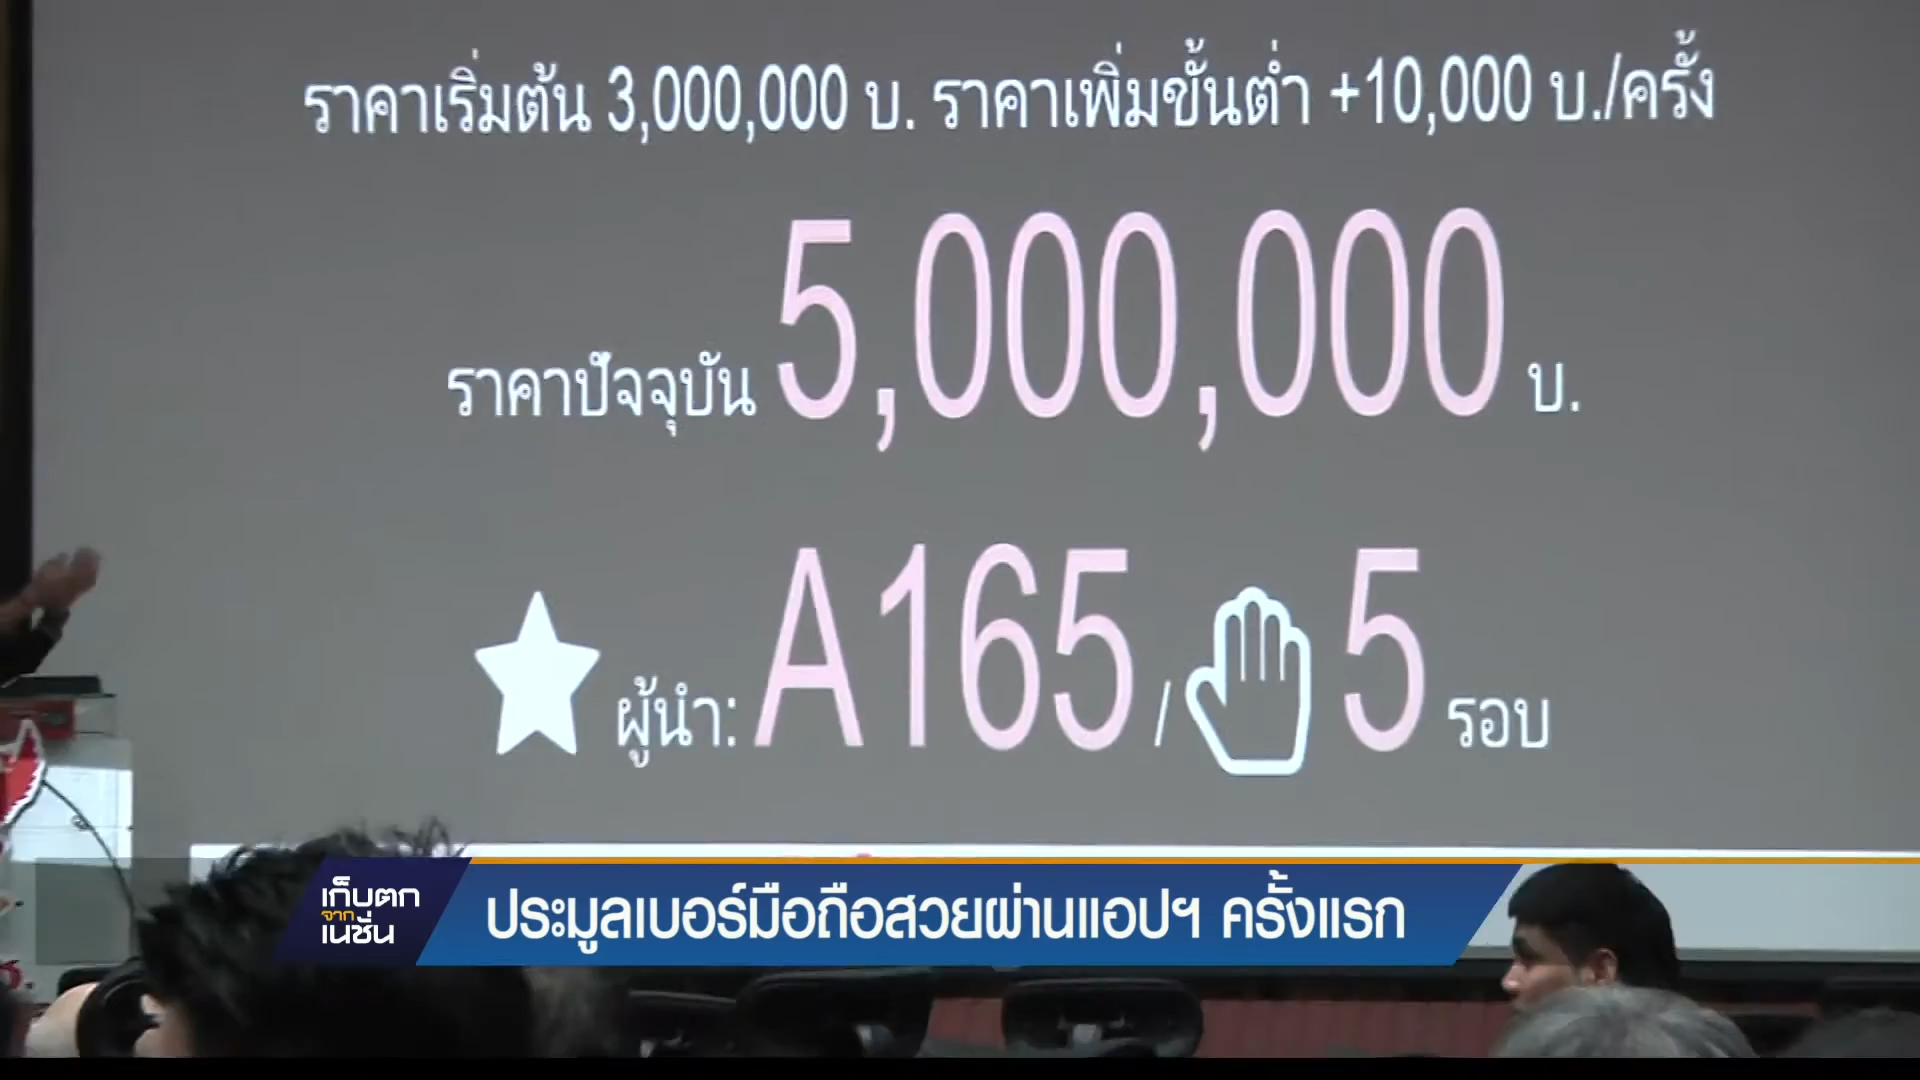 ราคาเริ่มต้น 3,000,000 บ. ราคาเพิ่มขั้นต่ำ +10,000 บ./ครั้ง
ราคาปัจจุบัน 5,000,000 บ.
ผู้นำ: A165 / 5 รอบ
เก็บตก
จาก
เนชั่น
ประมูลเบอร์มือถือสวยผ่านแอปฯ ครั้งแรก